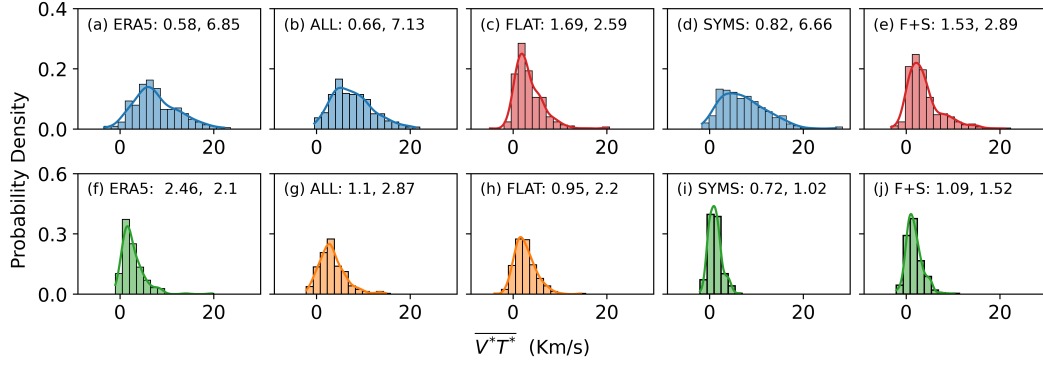 (a) ERA5: 0.58, 6.85
(b) ALL: 0.66, 7.13
(c) FLAT: 1.69, 2.59
(d) SYMS: 0.82, 6.66
(e) F+S: 1.53, 2.89
0.4
0.2
0.0
0 20
0 20
0 20
0 20
0 20
Probability Density
(f) ERA5:  2.46,  2.1
(g) ALL: 1.1, 2.87
(h) FLAT: 0.95, 2.2
(i) SYMS: 0.72, 1.02
(j) F+S: 1.09, 1.52
0.6
0.3
0.0
0 20
0 20
0 20
0 20
0 20
V*T* (Km/s)